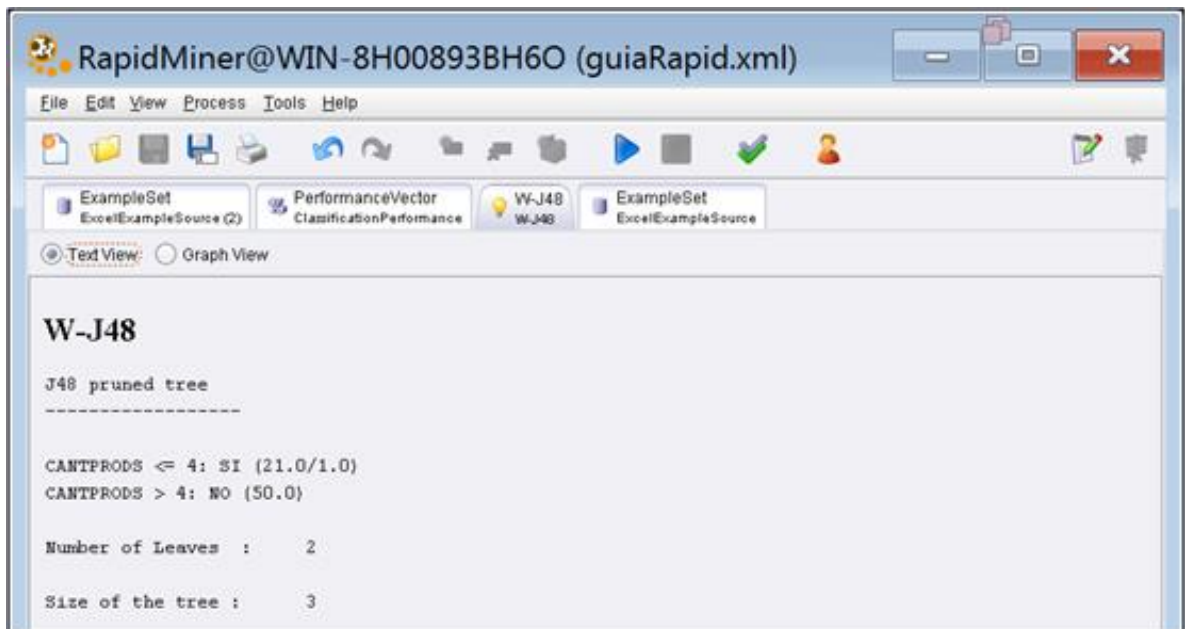 RapidMiner@WIN-8H00893BH6O (guiaRapid.xml)
File Edit View Process Tools Help
ExampleSet PerformanceVector W-J48 ExampleSet
ExcelExampleSource (2) ClassificationPerformance W-J48 ExcelExampleSource
Text View Graph View
W-J48
J48 pruned tree
------------------
CANTPRODS <= 4: SI (21.0/1.0)
CANTPRODS > 4: NO (50.0)
Number of Leaves : 2
Size of the tree : 3